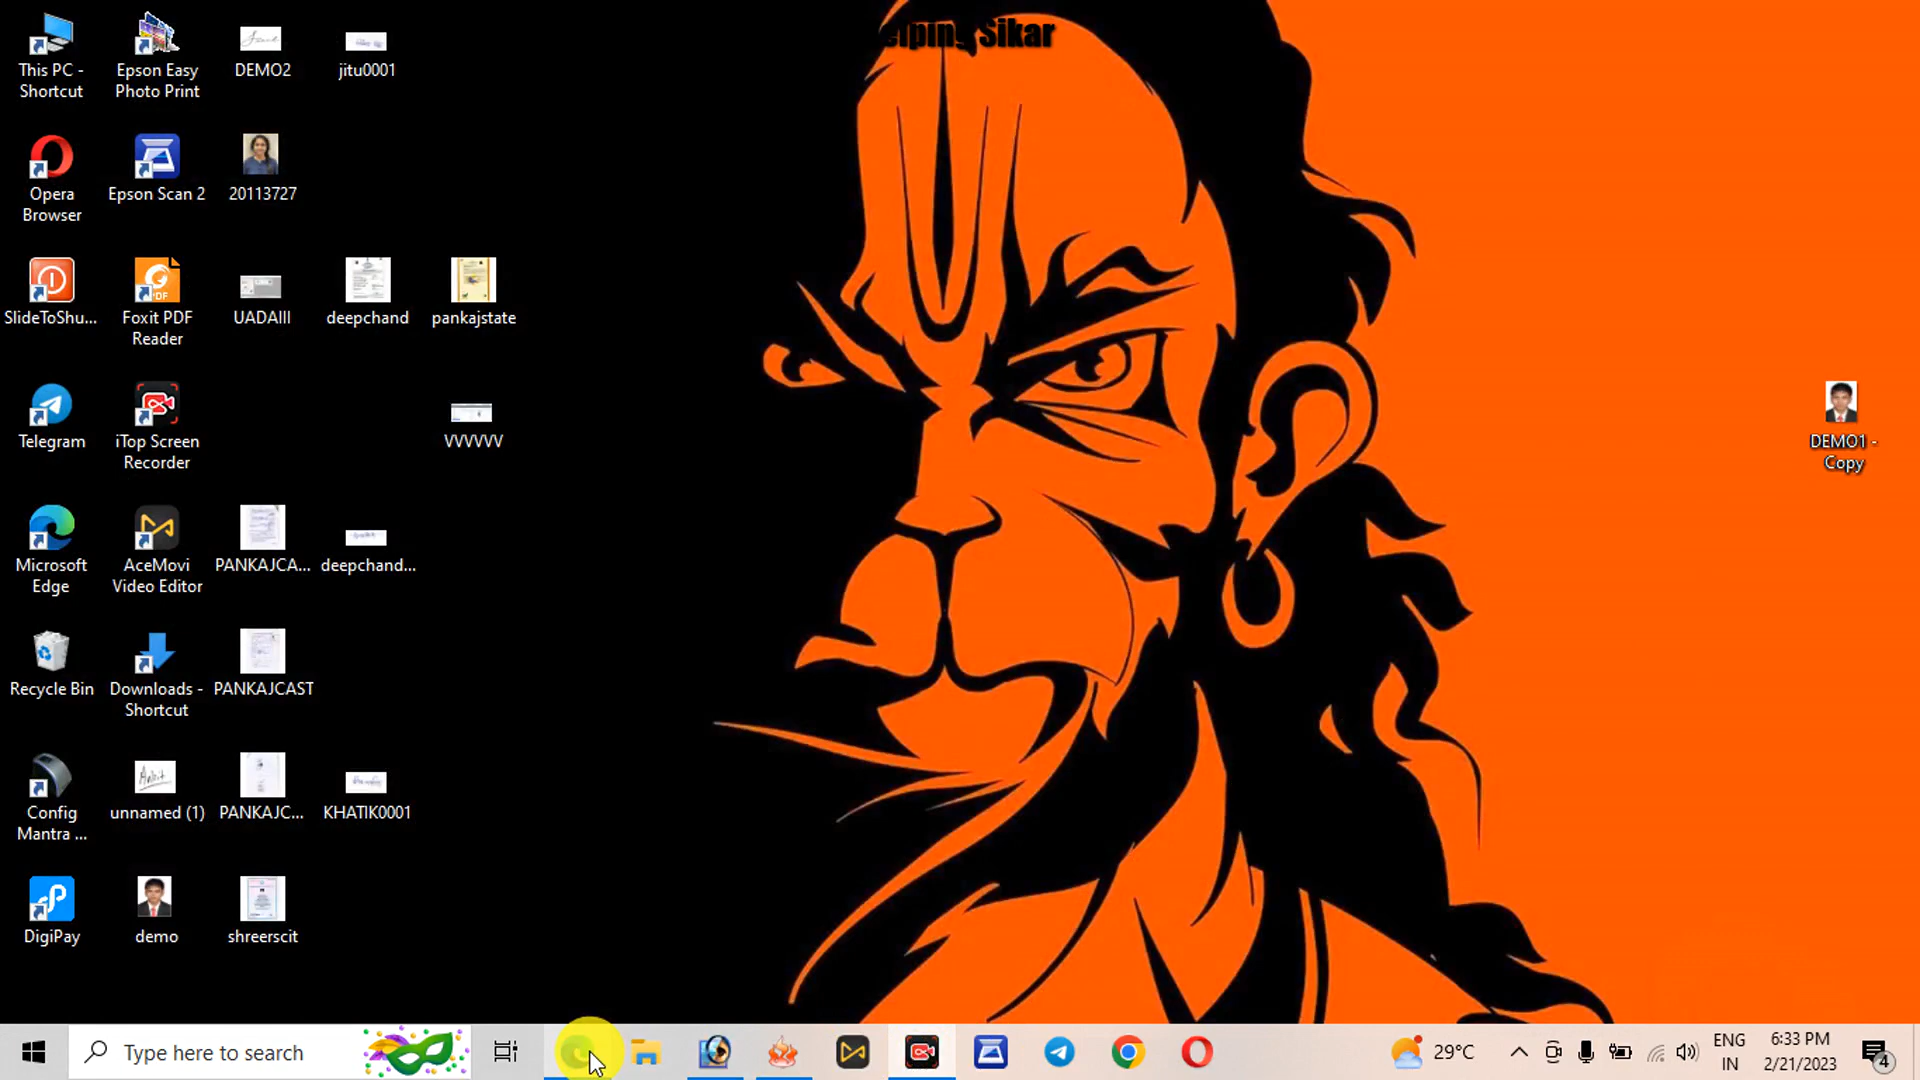 elping Sikar
This PC -
Shortcut
Epson Easy
Photo Print
DEMO2
jitu0001
Opera
Browser
Epson Scan 2
20113727
SlideToShu...
Foxit PDF
Reader
UADAIII
deepchand
pankajstate
Telegram
iTop Screen
Recorder
VVVVVV
DEMO1 -
Copy
Microsoft
Edge
AceMovi
Video Editor
PANKAJCA...
deepchand...
Recycle Bin
Downloads -
Shortcut
PANKAJCAST
Config
Mantra ...
unnamed (1)
PANKAJC...
KHATIK0001
DigiPay
demo
shreerscit
Type here to search
29°C
ENG
IN
6:33 PM
2/21/2023
4